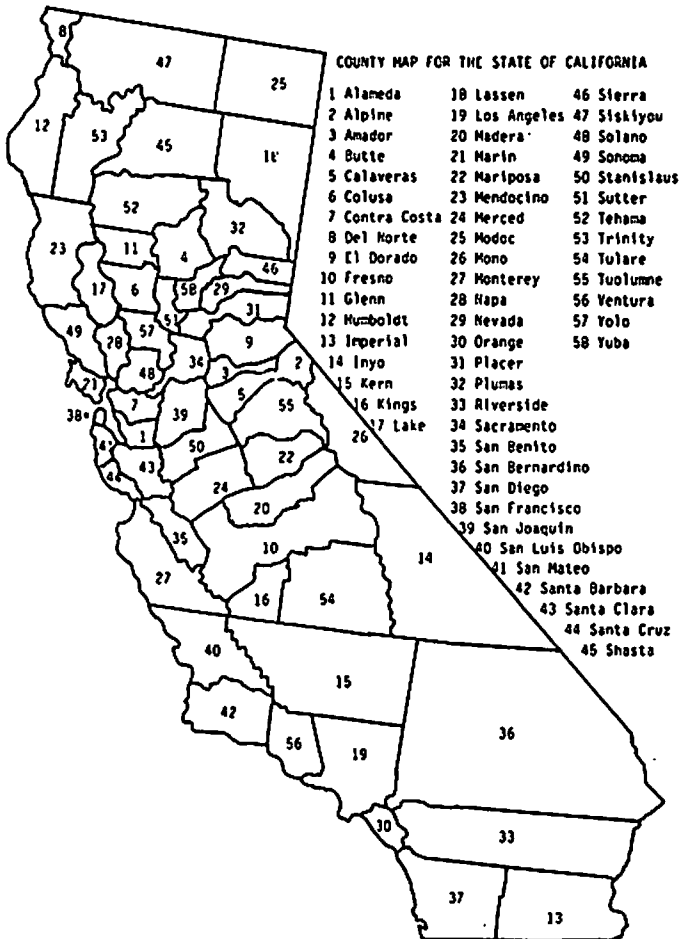 COUNTY MAP FOR THE STATE OF CALIFORNIA
1 Alameda 18 Lassen 46 Sierra
2 Alpine 19 Los Angeles 47 Siskiyou
3 Amador 20 Madera 48 Solano
4 Butte 21 Marin 49 Sonoma
5 Calaveras 22 Mariposa 50 Stanislaus
6 Colusa 23 Mendocino 51 Sutter
7 Contra Costa 24 Merced 52 Tehama
8 Del Norte 25 Modoc 53 Trinity
9 El Dorado 26 Mono 54 Tulare
10 Fresno 27 Monterey 55 Tuolumne
11 Glenn 28 Napa 56 Ventura
12 Humboldt 29 Nevada 57 Yolo
13 Imperial 30 Orange 58 Yuba
14 Inyo 31 Placer
15 Kern 32 Plumas
16 Kings 33 Riverside
17 Lake 34 Sacramento
35 San Benito
36 San Bernardino
37 San Diego
38 San Francisco
39 San Joaquin
40 San Luis Obispo
41 San Mateo
42 Santa Barbara
43 Santa Clara
44 Santa Cruz
45 Shasta
8
47
25
12
53
45
52
32
23
11
4
46
17
6
58
29
51
31
49
28
57
9
48
34
3
2
21
7
39
5
55
38
1
50
26
43
22
44
24
20
35
10
14
27
16
54
40
15
42
36
56
19
30
33
37
13